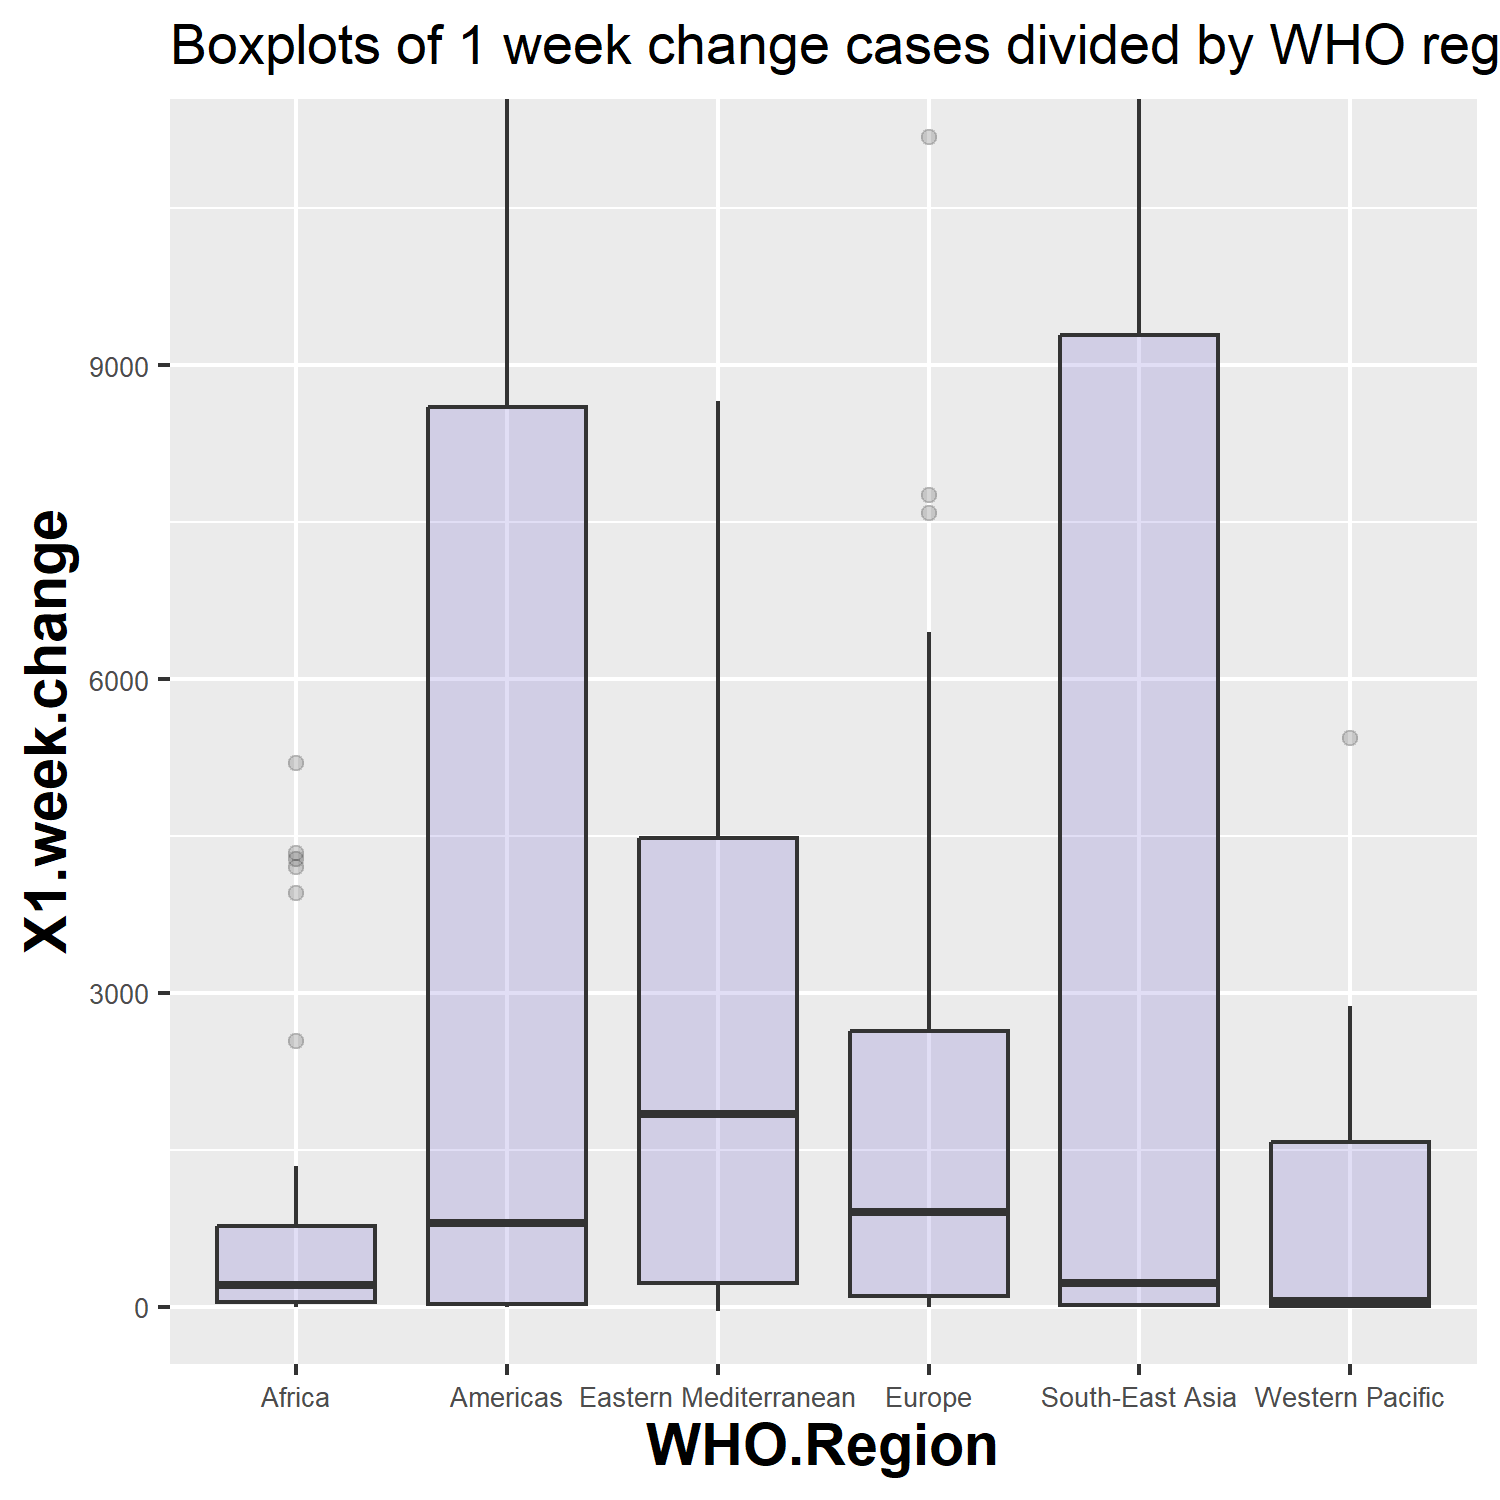 Boxplots of 1 week change cases divided by WHO reg
X1.week.change
9000
6000
3000
0
Africa Americas Eastern Mediterranean Europe South-East Asia Western Pacific
WHO.Region